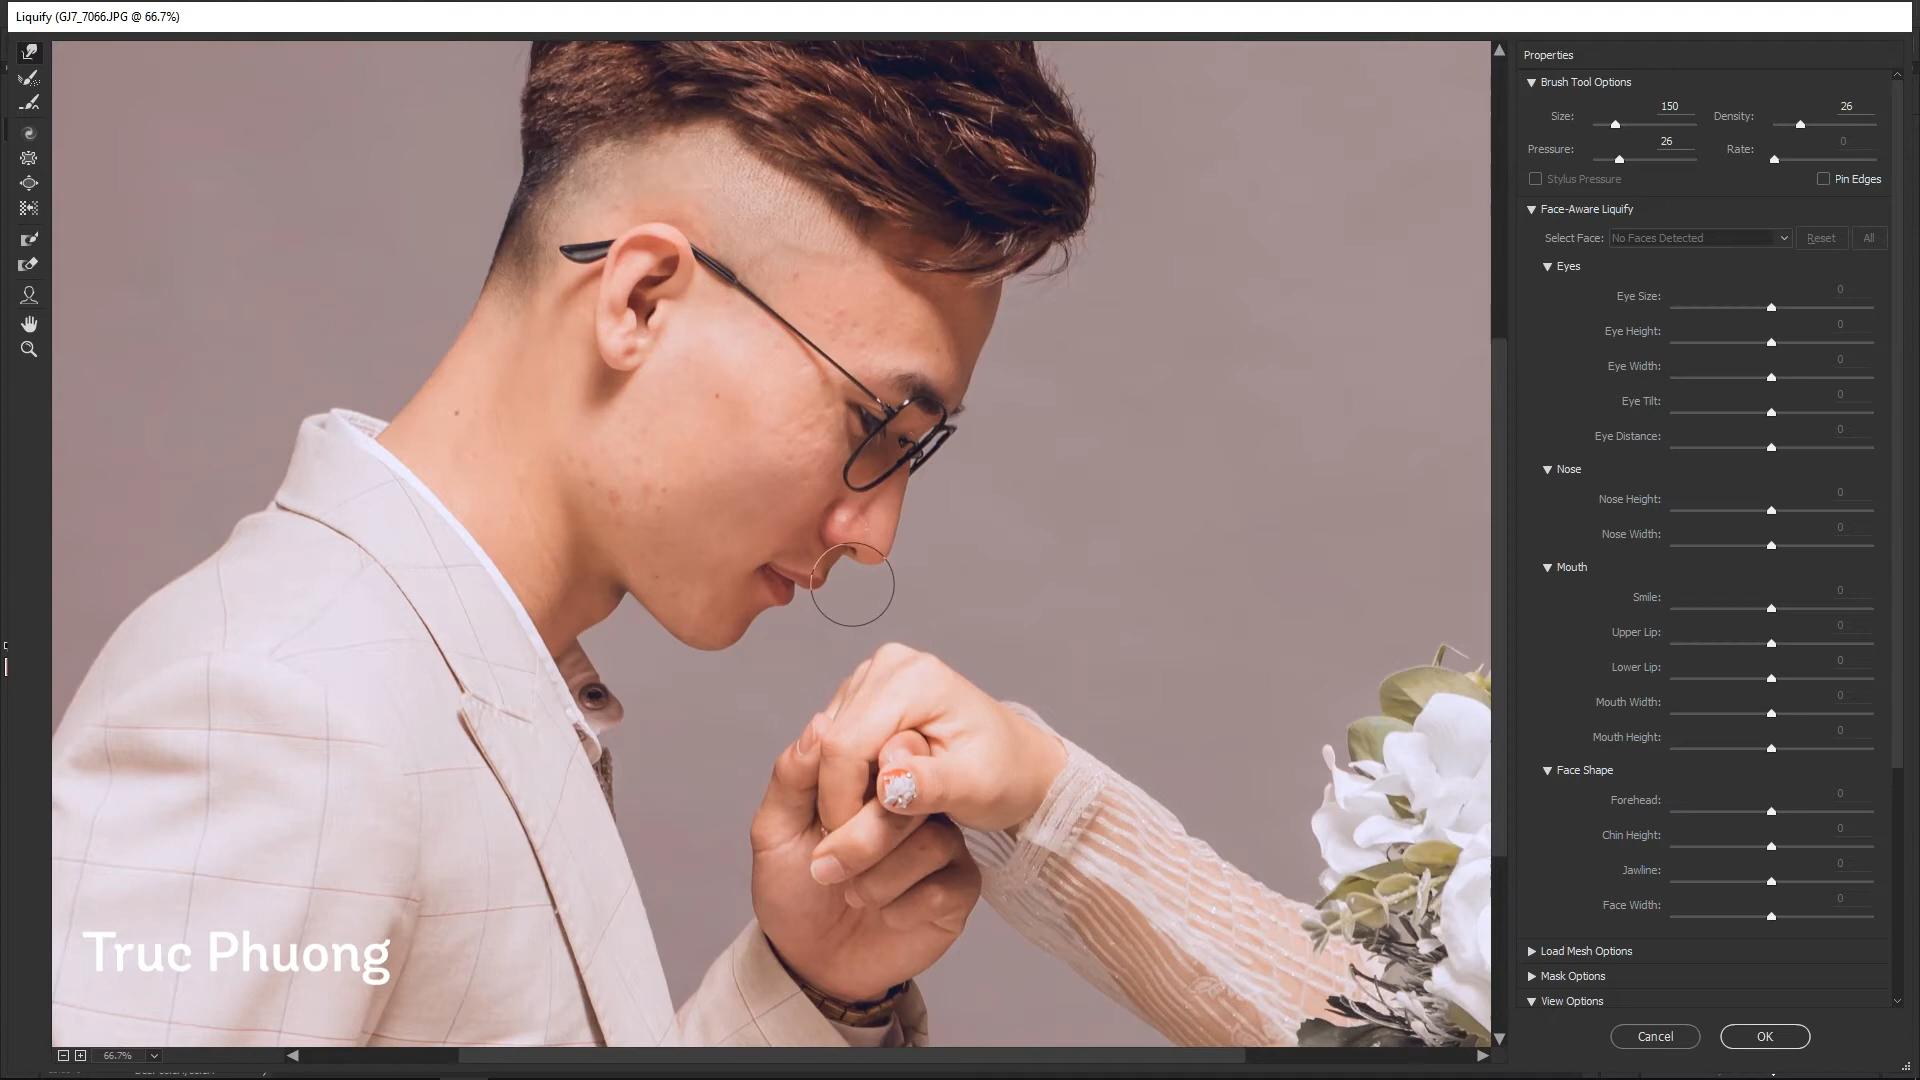 Liquify (GJ7_7066.JPG @ 66.7%)
Properties
Brush Tool Options
Size: 150 Density: 26
Pressure: 26 Rate: 0
Stylus Pressure Pin Edges
Face-Aware Liquify
Select Face: No Faces Detected Reset All
Eyes
Eye Size: 0
Eye Height: 0
Eye Width: 0
Eye Tilt: 0
Eye Distance: 0
Nose
Nose Height: 0
Nose Width: 0
Mouth
Smile: 0
Upper Lip: 0
Lower Lip: 0
Mouth Width: 0
Mouth Height: 0
Face Shape
Forehead: 0
Chin Height: 0
Jawline: 0
Face Width: 0
Load Mesh Options
Mask Options
View Options
Truc Phuong
Cancel OK
66.7%